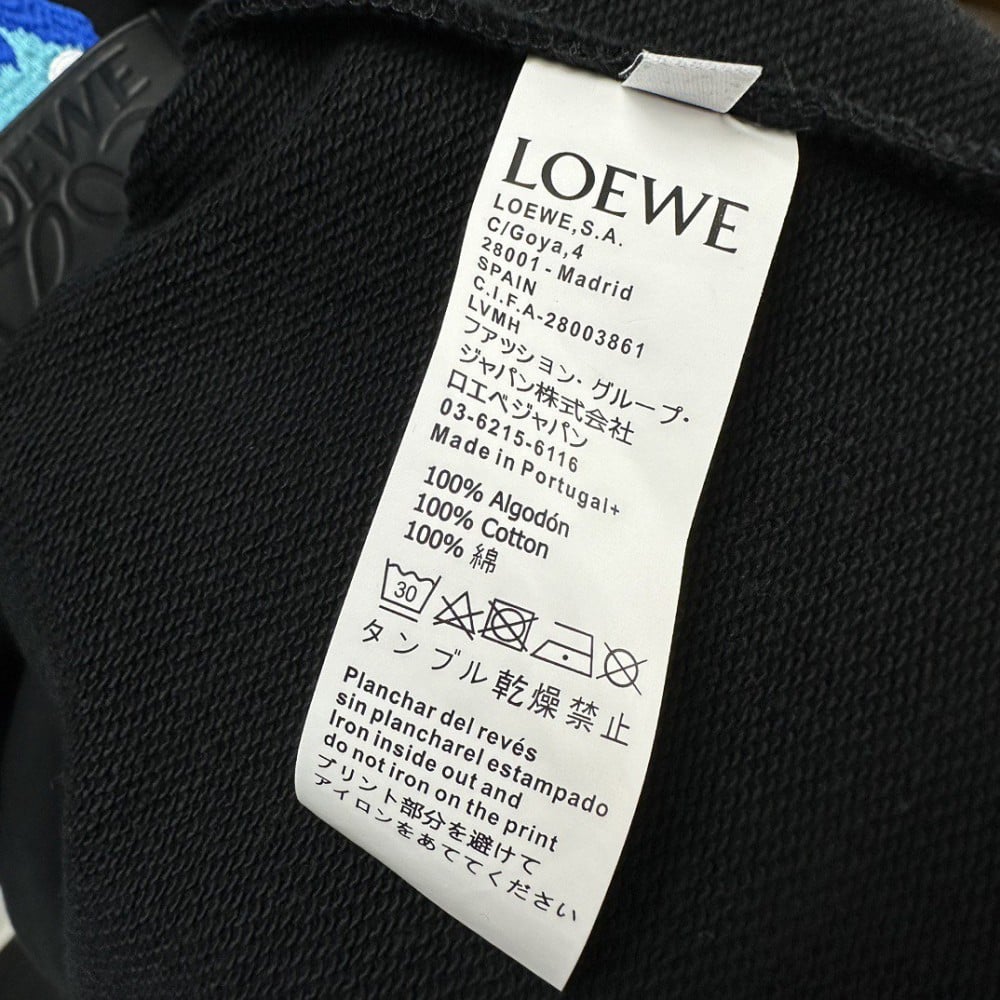 LOEWE
LOEWE
LOEWE,S.A.
C/Goya,4
28001 - Madrid
SPAIN
C.I.F.A-28003861
LVMH
ファッション・グループ・
ジャパン株式会社
ロエベジャパン
03-6215-6116
Made in Portugal+
100% Algodón
100% Cotton
100% 綿
30
タンブル乾燥禁止
Planchar del revés
sin plancharel estampado
Iron inside out and
do not iron on the print
プリント部分を避けて
アイロンをあててください